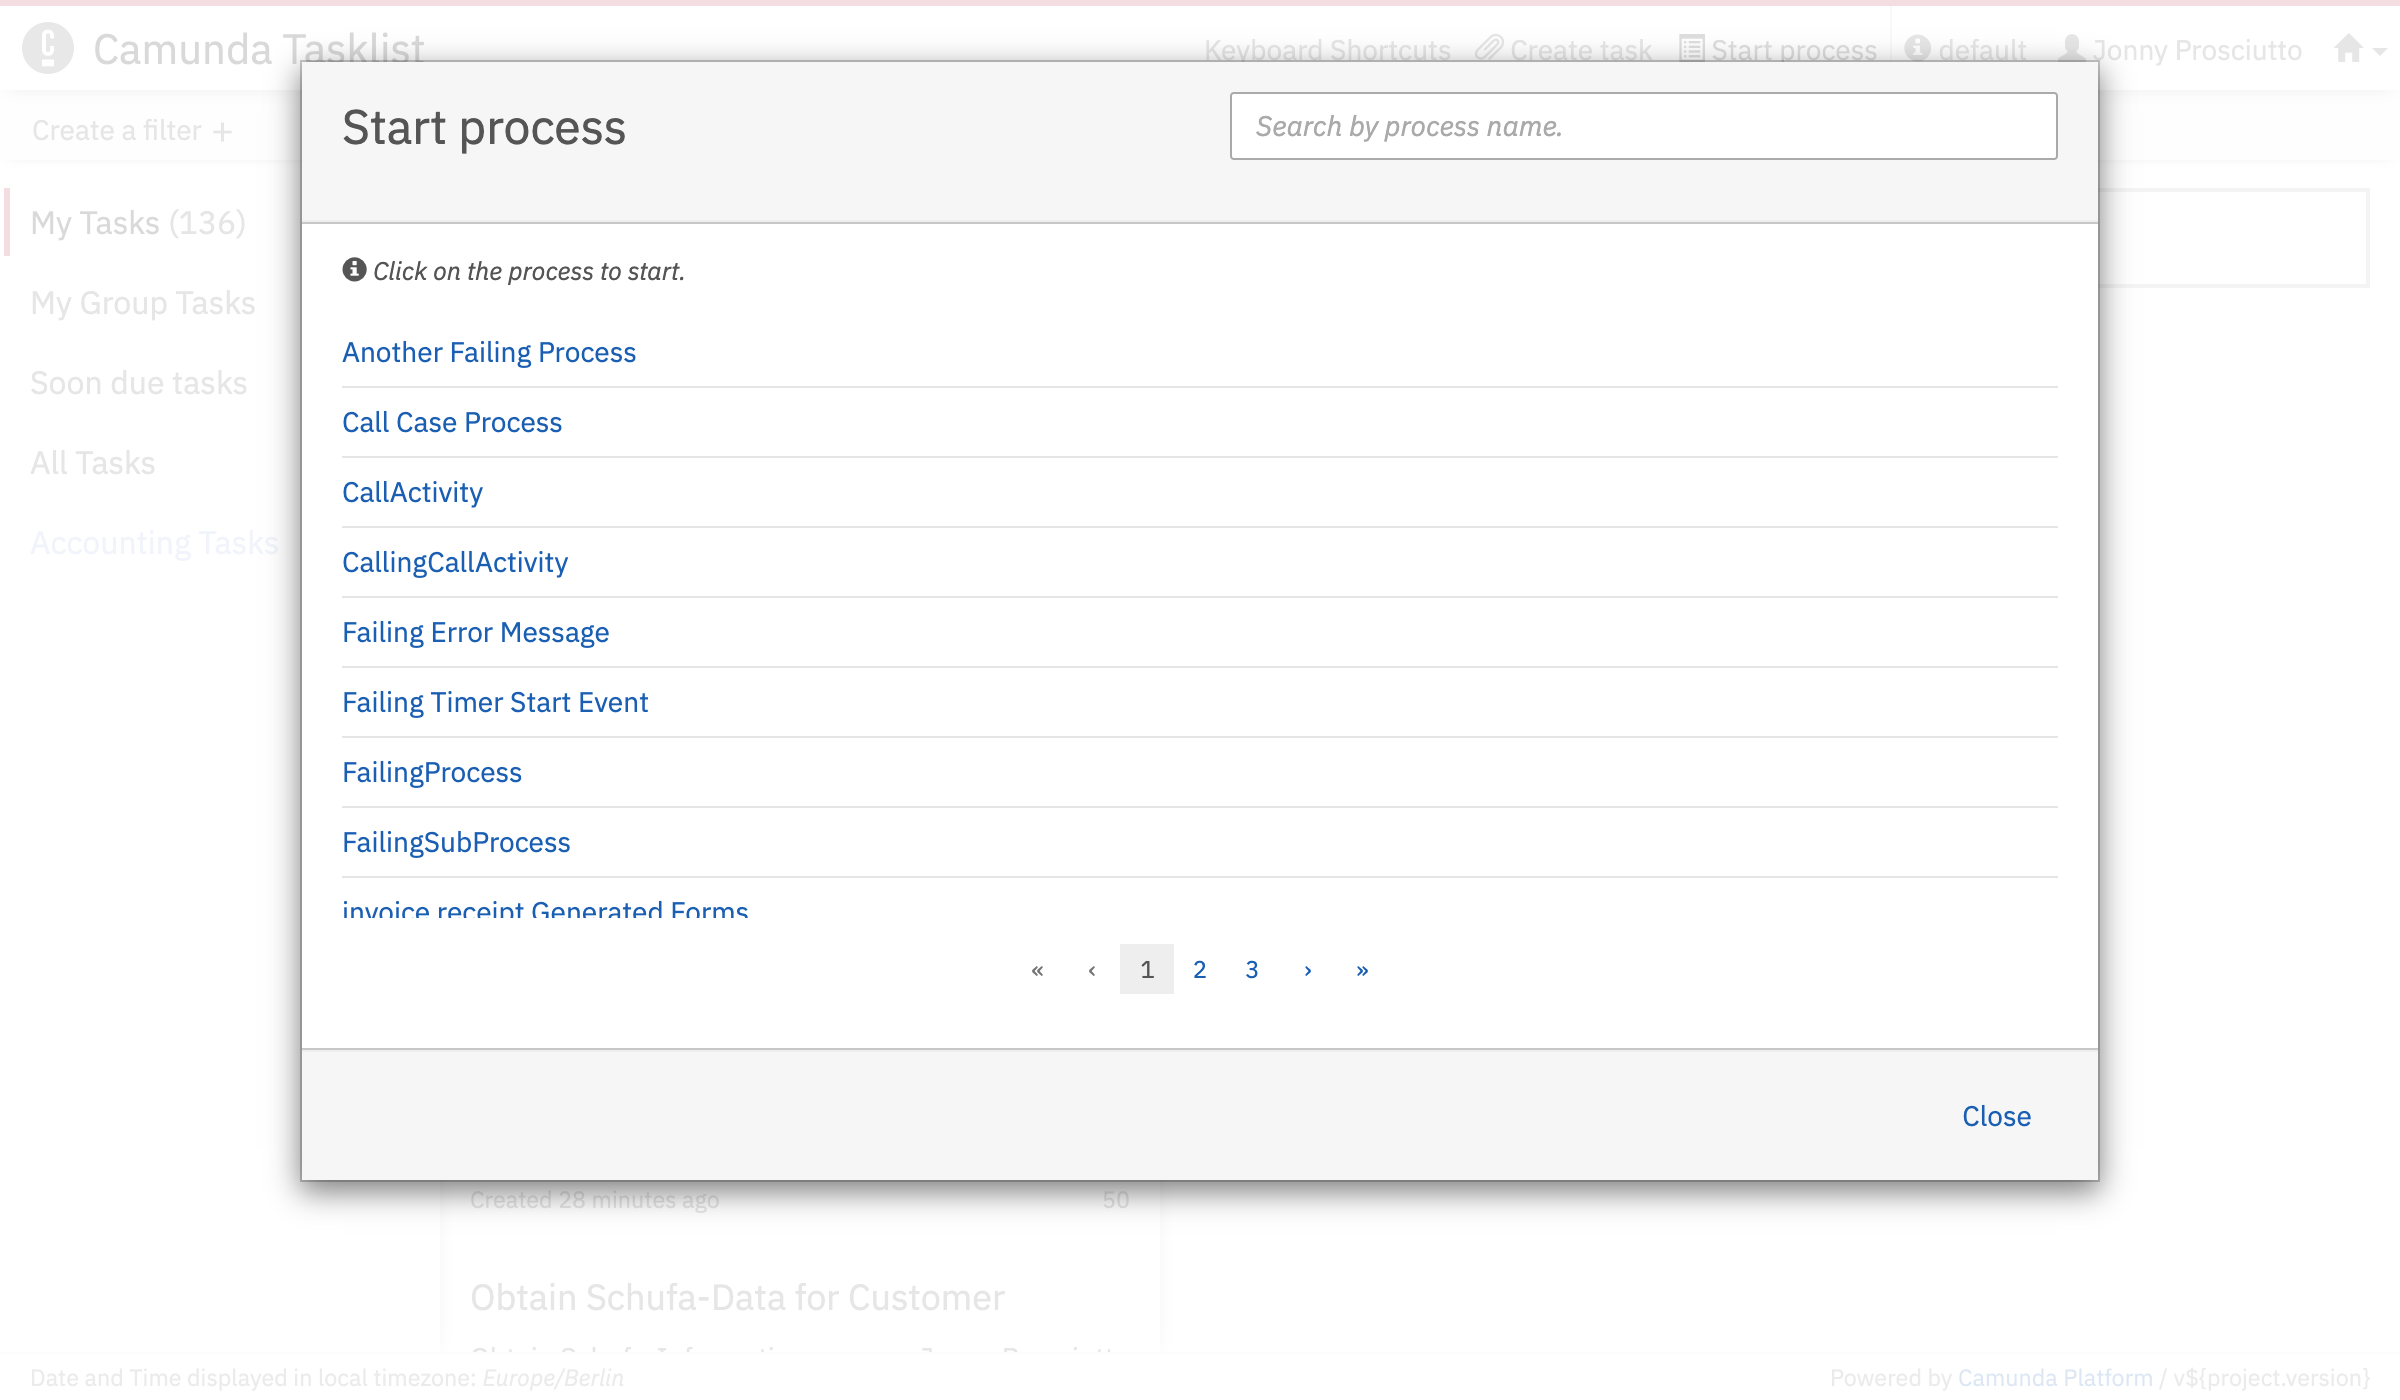 Camunda Tasklist
Keyboard Shortcuts Create task Start process default Jonny Prosciutto
Create a filter +
My Tasks (136)
My Group Tasks
Soon due tasks
All Tasks
Accounting Tasks
Start process
Search by process name.
Click on the process to start.
Another Failing Process
Call Case Process
CallActivity
CallingCallActivity
Failing Error Message
Failing Timer Start Event
FailingProcess
FailingSubProcess
invoice receipt Generated Forms
« ‹ 1 2 3 › »
Close
Created 28 minutes ago 50
Obtain Schufa-Data for Customer
Date and Time displayed in local timezone: Europe/Berlin
Powered by Camunda Platform / v${project.version}